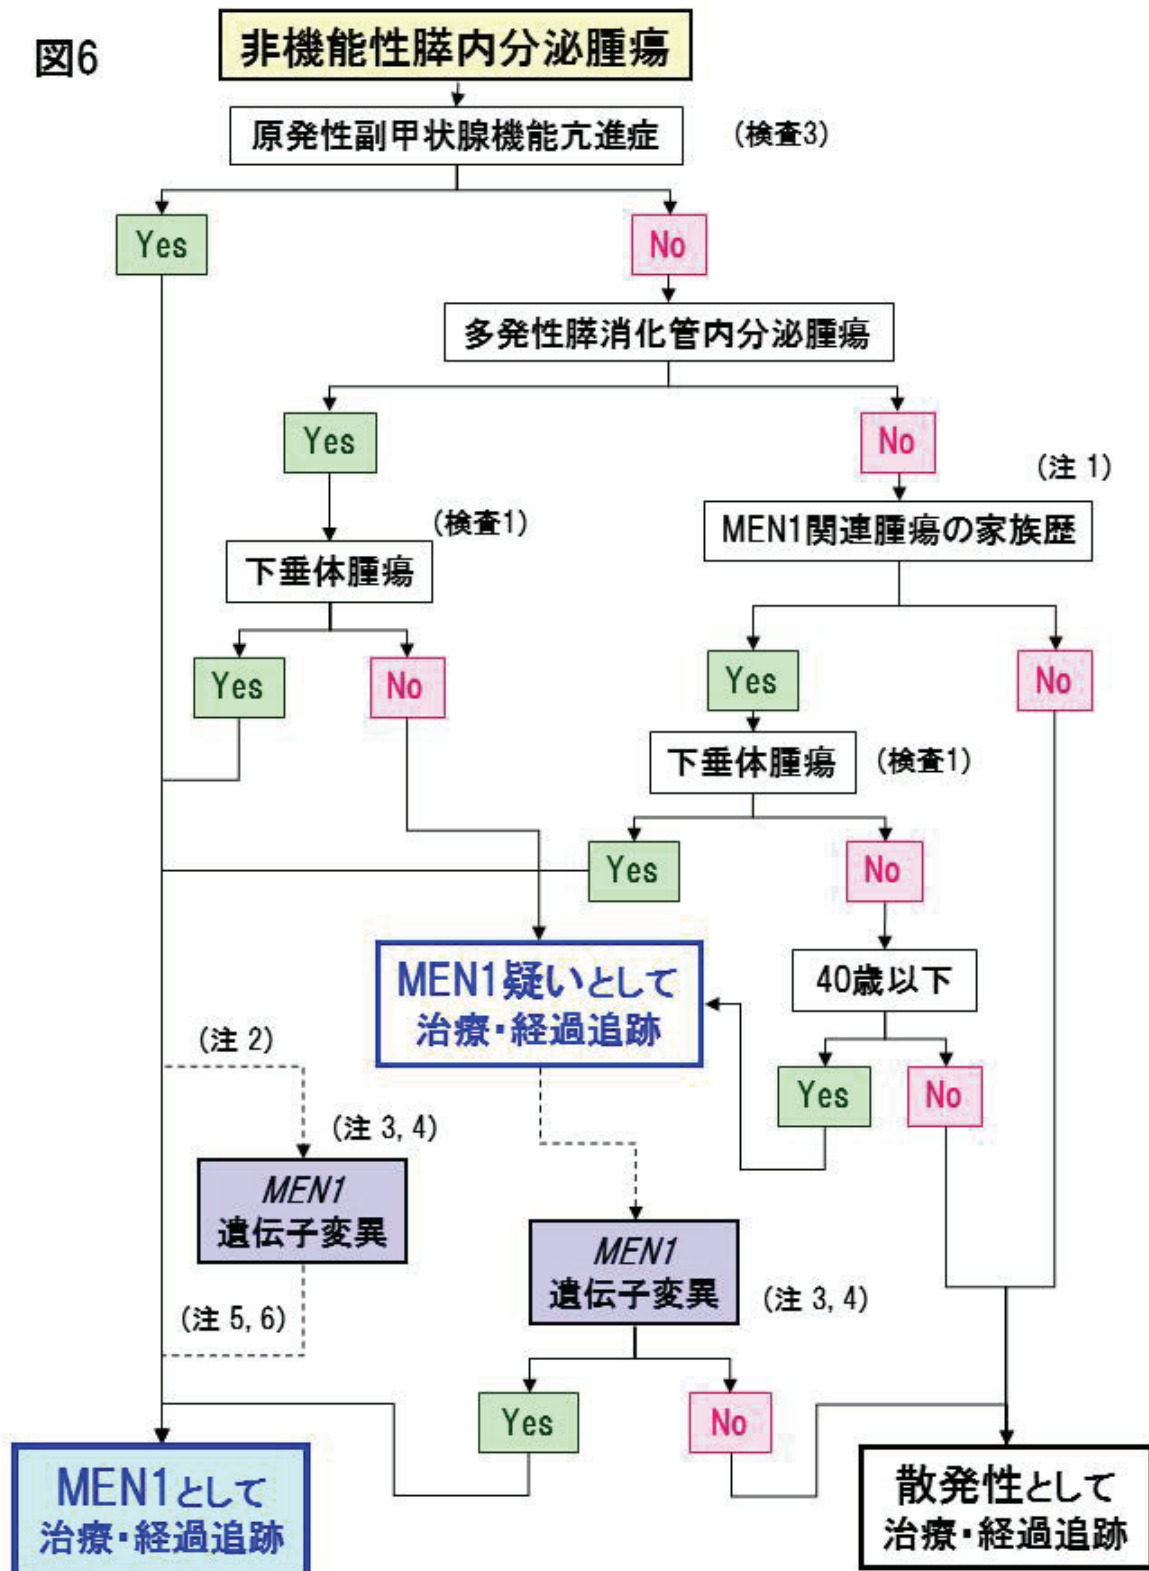 図6
非機能性膵内分泌腫瘍
原発性副甲状腺機能亢進症
(検査3)
Yes
No
多発性膵消化管内分泌腫瘍
Yes
No
(注 1)
(検査1)
MEN1関連腫瘍の家族歴
下垂体腫瘍
Yes
No
Yes
No
下垂体腫瘍
(検査1)
Yes
No
MEN1疑いとして
治療・経過追跡
40歳以下
(注 2)
Yes
No
(注 3, 4)
MEN1
遺伝子変異
MEN1
遺伝子変異
(注 3, 4)
(注 5, 6)
Yes
No
MEN1として
治療・経過追跡
散発性として
治療・経過追跡